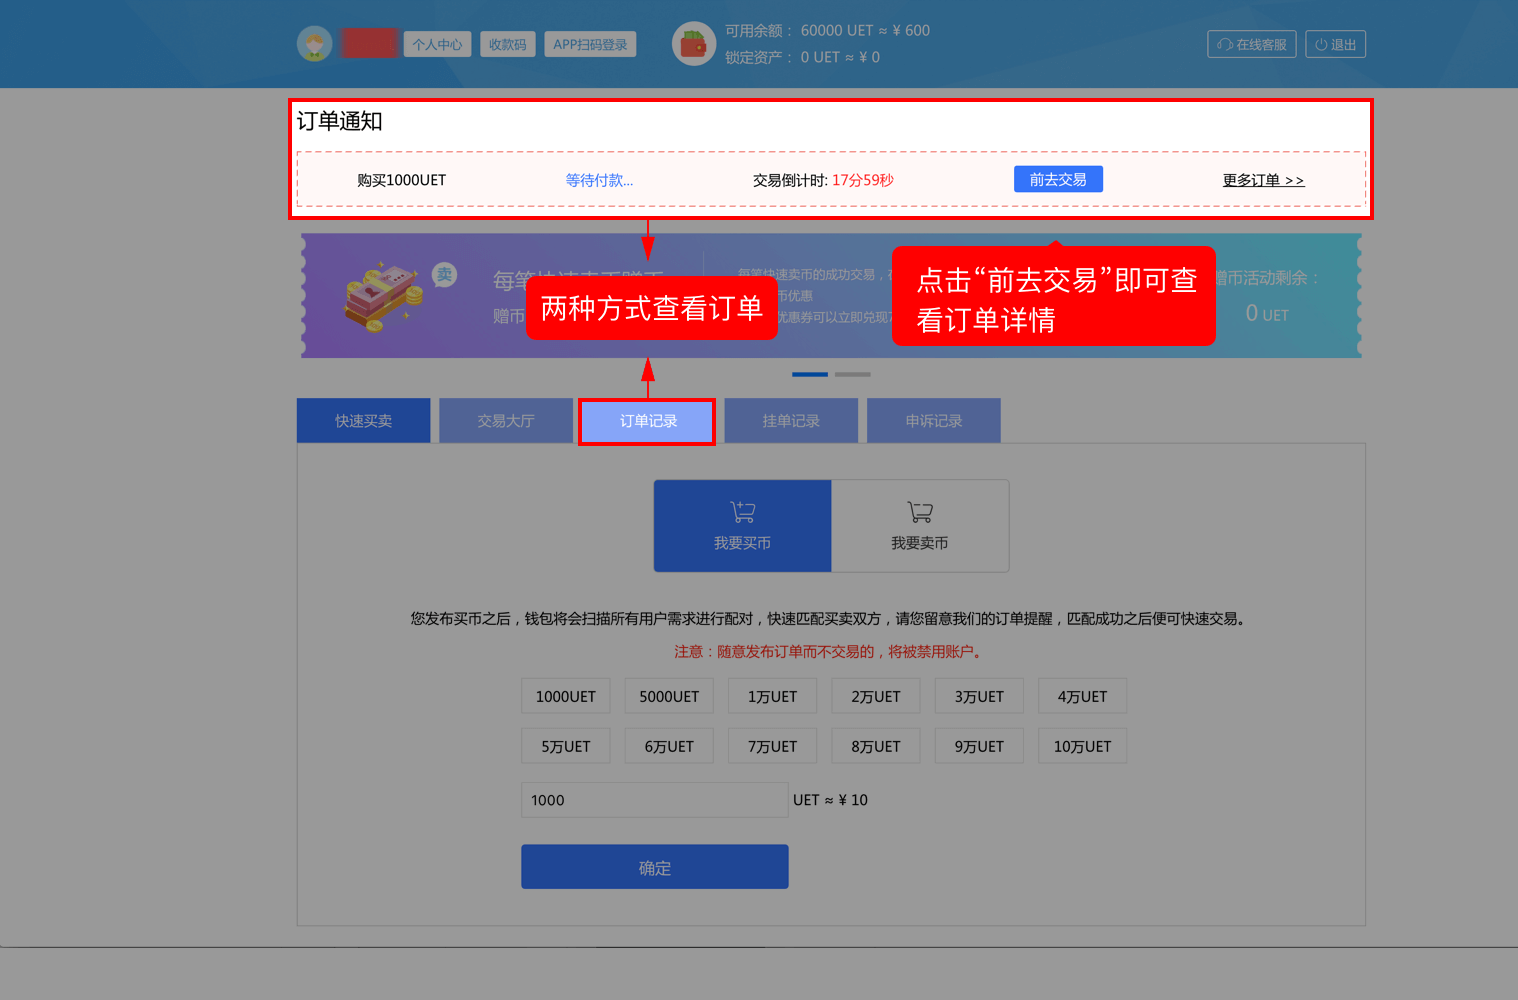 个人中心 收款码 APP扫码登录
可用余额： 60000 UET ≈ ¥ 600
锁定资产： 0 UET ≈ ¥ 0
在线客服 退出
订单通知
购买1000UET 等待付款... 交易倒计时: 17分59秒 前去交易 更多订单 >>
卖
赠币
每笔快速卖币的成功交易，
币优惠
优惠券可以立即兑现
赠币活动剩余：
0 UET
两种方式查看订单
点击“前去交易”即可查
看订单详情
快速买卖 交易大厅 订单记录 挂单记录 申诉记录
我要买币 我要卖币
您发布买币之后，钱包将会扫描所有用户需求进行配对，快速匹配买卖双方，请您留意我们的订单提醒，匹配成功之后便可快速交易。
注意：随意发布订单而不交易的，将被禁用账户。
1000UET 5000UET 1万UET 2万UET 3万UET 4万UET
5万UET 6万UET 7万UET 8万UET 9万UET 10万UET
1000 UET ≈ ¥ 10
确定